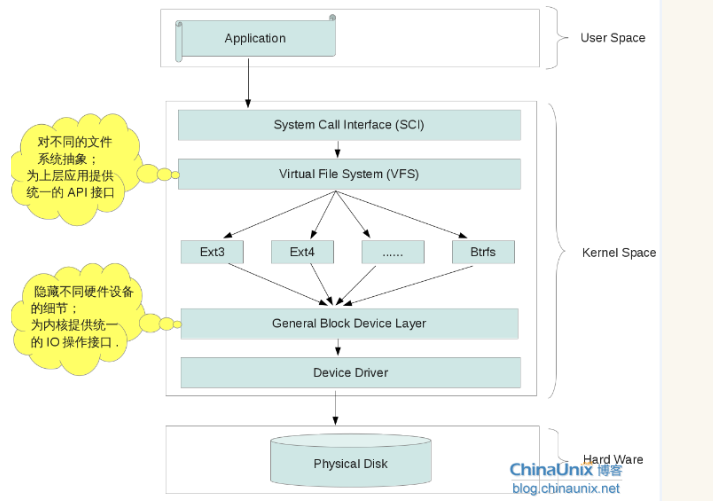 Application
User Space
System Call Interface (SCI)
对不同的文件
系统抽象；
为上层应用提供
统一的 API 接口
Virtual File System (VFS)
Ext3
Ext4
......
Btrfs
Kernel Space
隐藏不同硬件设备
的细节；
为内核提供统一
的 IO 操作接口 .
General Block Device Layer
Device Driver
Physical Disk
Hard Ware
ChinaUnix 博客
blog.chinaunix.net